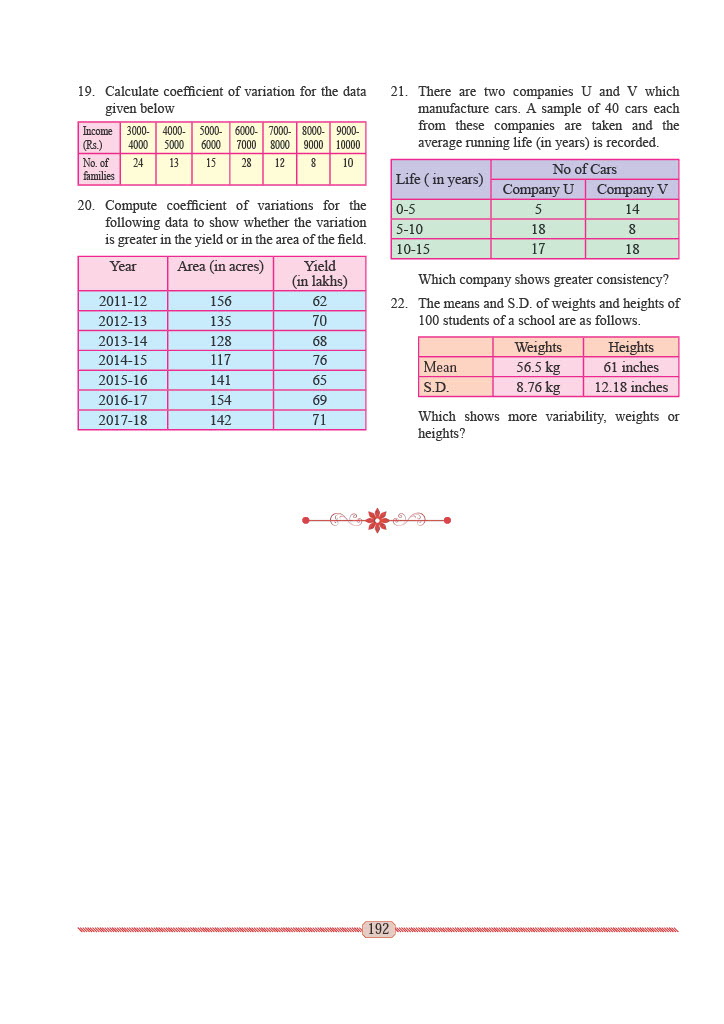 19. Calculate coefficient of variation for the data
given below
Income (Rs.) 3000-4000 4000-5000 5000-6000 6000-7000 7000-8000 8000-9000 9000-10000
No. of families 24 13 15 28 12 8 10
20. Compute coefficient of variations for the
following data to show whether the variation
is greater in the yield or in the area of the field.
Year Area (in acres) Yield (in lakhs)
2011-12 156 62
2012-13 135 70
2013-14 128 68
2014-15 117 76
2015-16 141 65
2016-17 154 69
2017-18 142 71
21. There are two companies U and V which
manufacture cars. A sample of 40 cars each
from these companies are taken and the
average running life (in years) is recorded.
Life ( in years) No of Cars
Company U Company V
0-5 5 14
5-10 18 8
10-15 17 18
Which company shows greater consistency?
22. The means and S.D. of weights and heights of
100 students of a school are as follows.
Weights Heights
Mean 56.5 kg 61 inches
S.D. 8.76 kg 12.18 inches
Which shows more variability, weights or
heights?
192